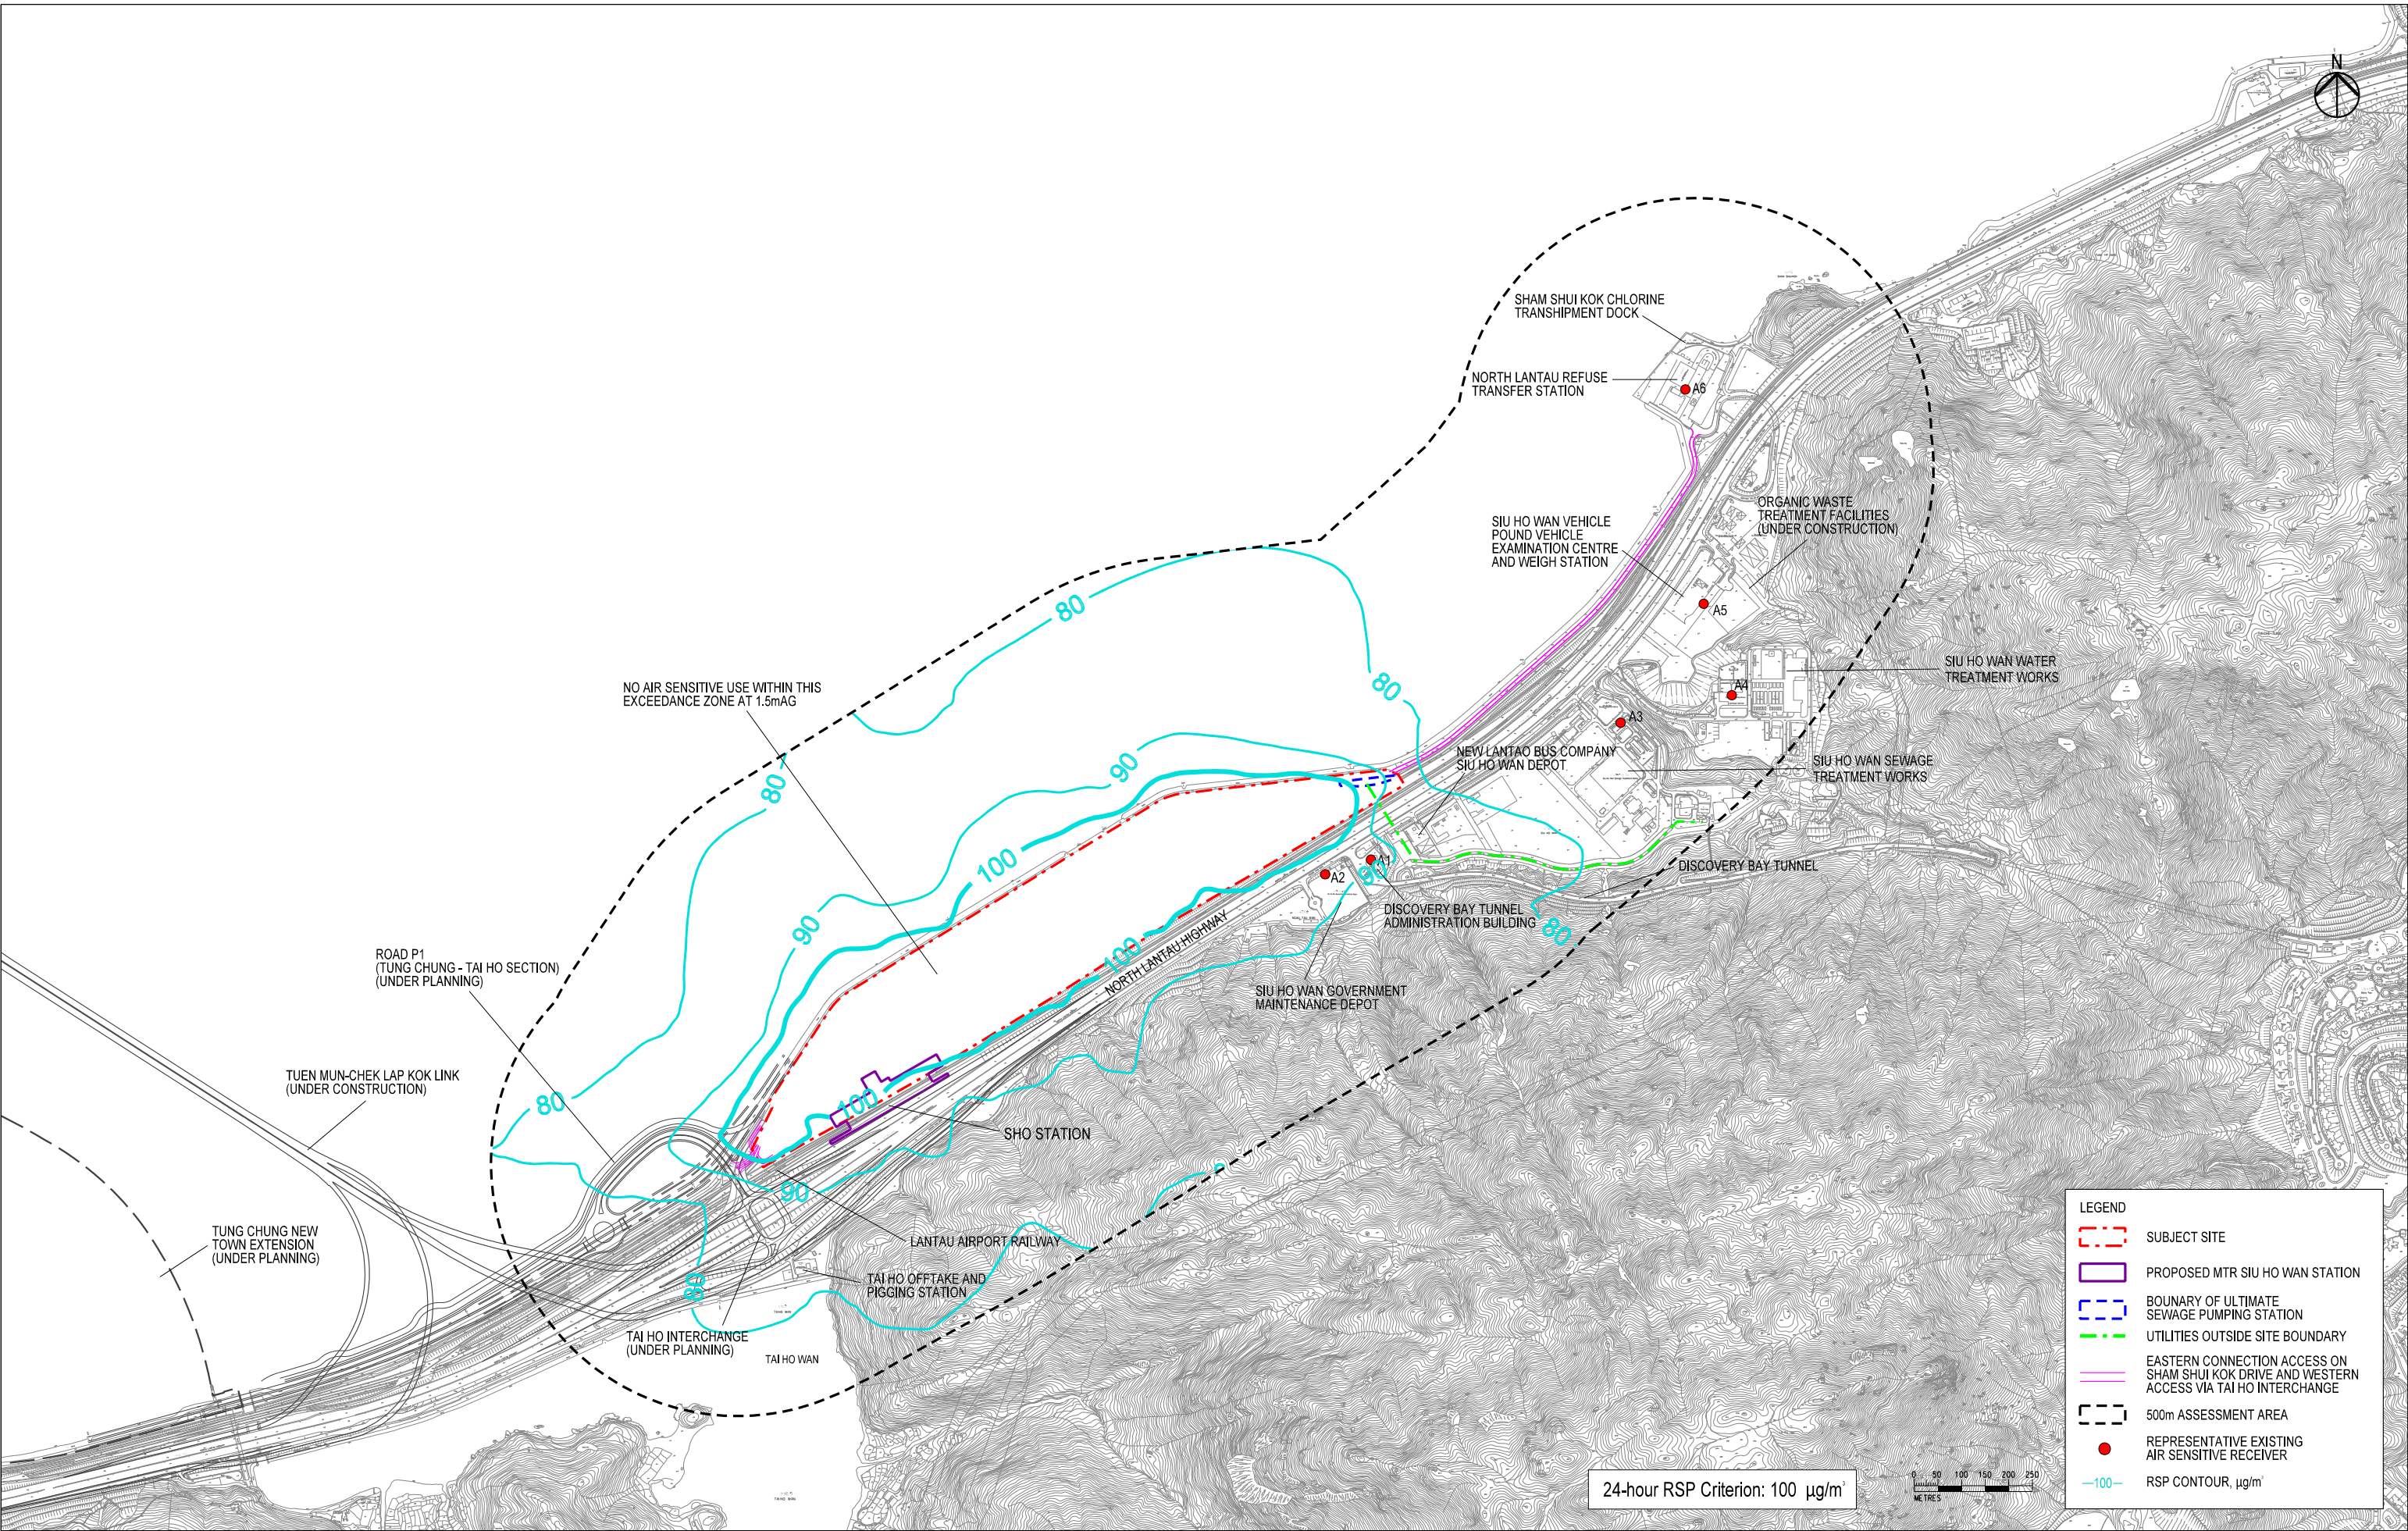 N
SHAM SHUI KOK CHLORINE
TRANSHIPMENT DOCK
NORTH LANTAU REFUSE
TRANSFER STATION
A6
ORGANIC WASTE
TREATMENT FACILITIES
(UNDER CONSTRUCTION)
SIU HO WAN VEHICLE
POUND VEHICLE
EXAMINATION CENTRE
AND WEIGH STATION
A5
80
SIU HO WAN WATER
TREATMENT WORKS
A4
80
NO AIR SENSITIVE USE WITHIN THIS
EXCEEDANCE ZONE AT 1.5mAG
A3
NEW LANTAO BUS COMPANY
SIU HO WAN DEPOT
SIU HO WAN SEWAGE
TREATMENT WORKS
90
80
100
A1
A2
90
DISCOVERY BAY TUNNEL
DISCOVERY BAY TUNNEL
ADMINISTRATION BUILDING
90
80
100
NORTH LANTAU HIGHWAY
ROAD P1
(TUNG CHUNG - TAI HO SECTION)
(UNDER PLANNING)
SIU HO WAN GOVERNMENT
MAINTENANCE DEPOT
TUEN MUN-CHEK LAP KOK LINK
(UNDER CONSTRUCTION)
80
100
SHO STATION
90
TUNG CHUNG NEW
TOWN EXTENSION
(UNDER PLANNING)
LANTAU AIRPORT RAILWAY
80
TAI HO OFFTAKE AND
PIGGING STATION
TAI HO INTERCHANGE
(UNDER PLANNING)
TAI HO WAN
LEGEND
SUBJECT SITE
PROPOSED MTR SIU HO WAN STATION
BOUNARY OF ULTIMATE
SEWAGE PUMPING STATION
UTILITIES OUTSIDE SITE BOUNDARY
EASTERN CONNECTION ACCESS ON
SHAM SHUI KOK DRIVE AND WESTERN
ACCESS VIA TAI HO INTERCHANGE
500m ASSESSMENT AREA
REPRESENTATIVE EXISTING
AIR SENSITIVE RECEIVER
100 RSP CONTOUR, µg/m³
24-hour RSP Criterion: 100 µg/m³
0 50 100 150 200 250
METRES